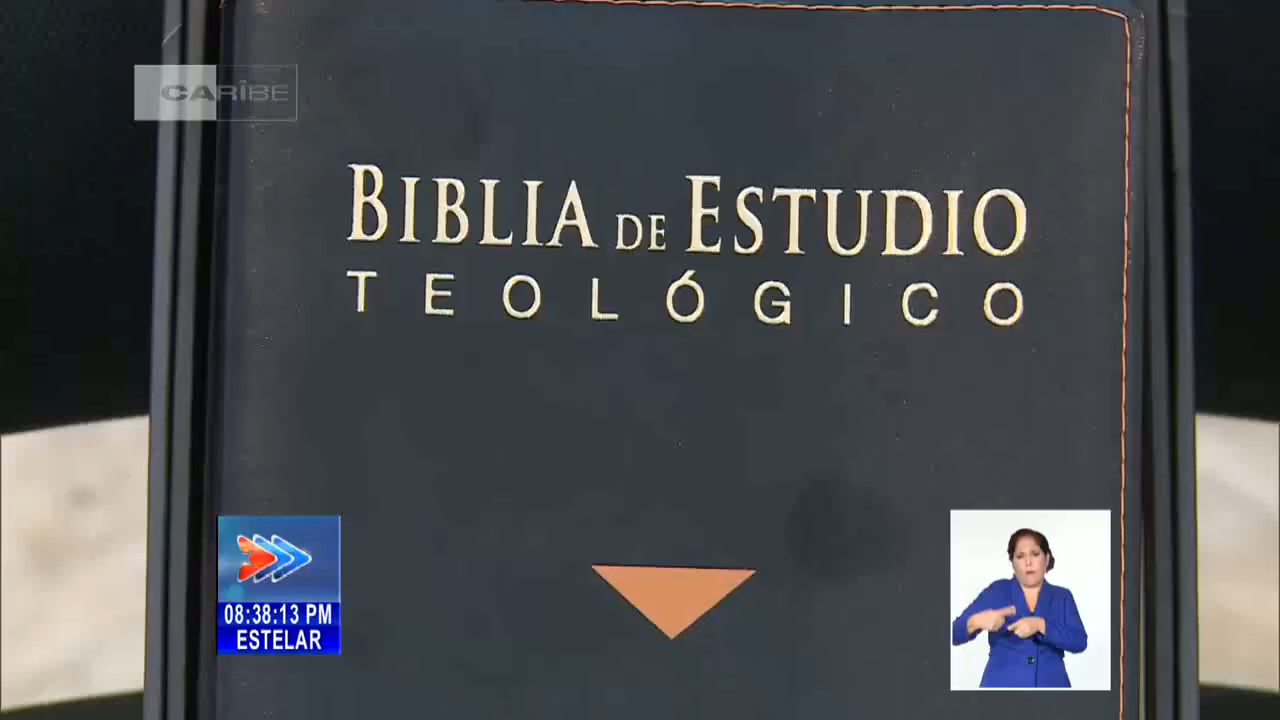 CARIBE
BIBLIA DE ESTUDIO
TEOLÓGICO
08:38:13 PM
ESTELAR